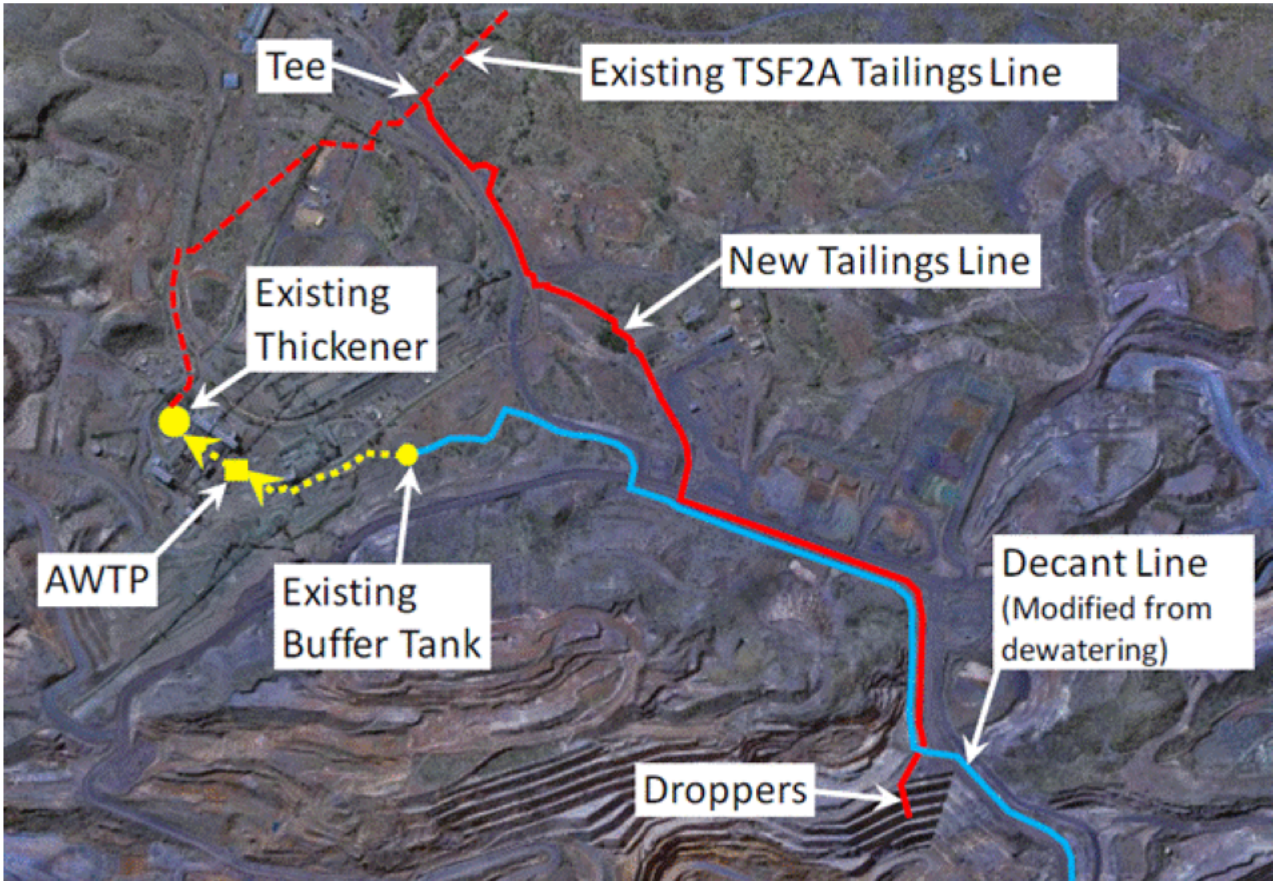 Tee
Existing TSF2A Tailings Line
New Tailings Line
Existing
Thickener
AWTP
Existing
Buffer Tank
Decant Line
(Modified from
dewatering)
Droppers